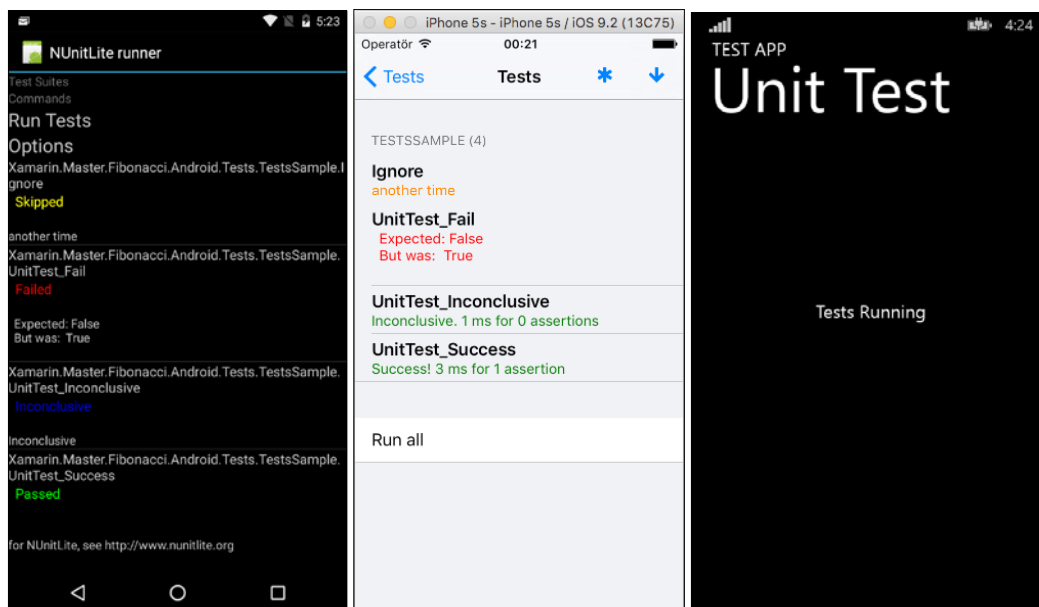 5:23
NUnitLite runner
Test Suites
Commands
Run Tests
Options
Xamarin.Master.Fibonacci.Android.Tests.TestsSample.I
gnore
Skipped
another time
Xamarin.Master.Fibonacci.Android.Tests.TestsSample.
UnitTest_Fail
Failed
Expected: False
But was: True
Xamarin.Master.Fibonacci.Android.Tests.TestsSample.
UnitTest_Inconclusive
Inconclusive
Inconclusive
Xamarin.Master.Fibonacci.Android.Tests.TestsSample.
UnitTest_Success
Passed
for NUnitLite, see http://www.nunitlite.org
iPhone 5s - iPhone 5s / iOS 9.2 (13C75)
Operatör 00:21
Tests Tests
TESTSSAMPLE (4)
Ignore
another time
UnitTest_Fail
Expected: False
But was: True
UnitTest_Inconclusive
Inconclusive. 1 ms for 0 assertions
UnitTest_Success
Success! 3 ms for 1 assertion
Run all
4:24
TEST APP
Unit Test
Tests Running